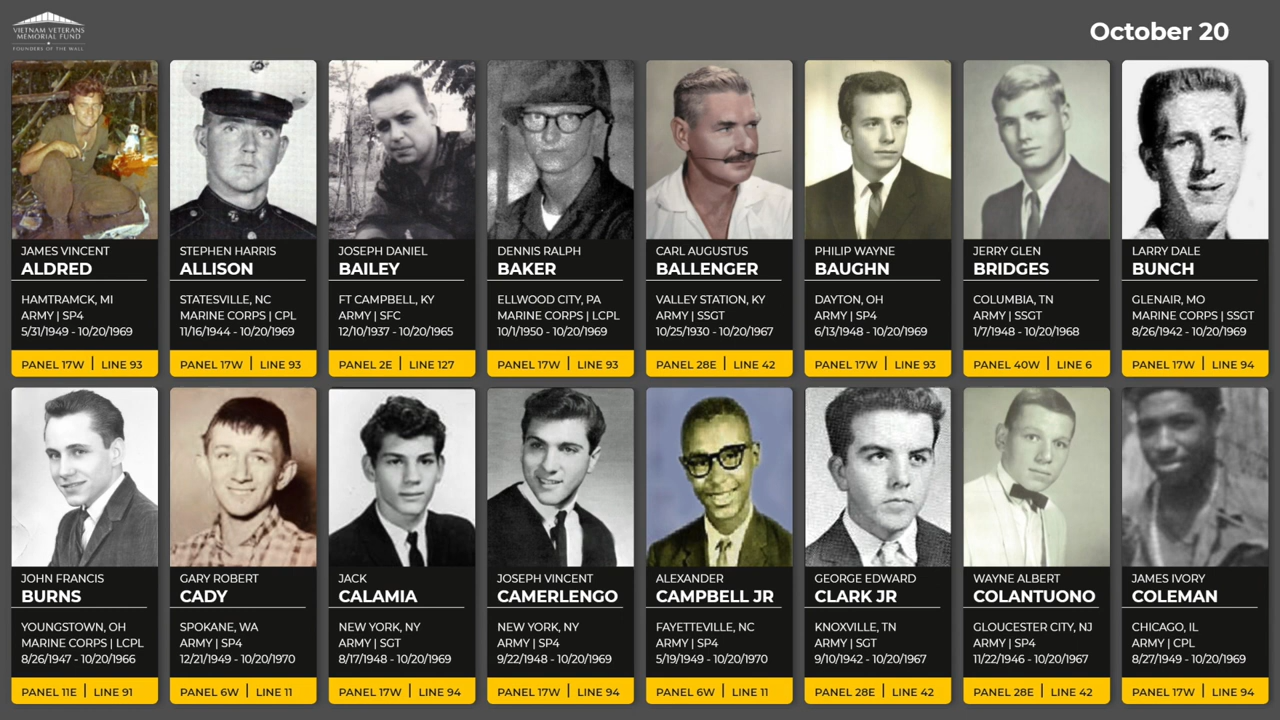 VIETNAM VETERANS
MEMORIAL FUND
FOUNDERS OF THE WALL
October 20
JAMES VINCENT
ALDRED
HAMTRAMCK, MI
ARMY | SP4
5/31/1949 - 10/20/1969
PANEL 17W | LINE 93
STEPHEN HARRIS
ALLISON
STATESVILLE, NC
MARINE CORPS | CPL
11/16/1944 - 10/20/1969
PANEL 17W | LINE 93
JOSEPH DANIEL
BAILEY
FT CAMPBELL, KY
ARMY | SFC
12/10/1937 - 10/20/1965
PANEL 2E | LINE 127
DENNIS RALPH
BAKER
ELLWOOD CITY, PA
MARINE CORPS | LCPL
10/1/1950 - 10/20/1969
PANEL 17W | LINE 93
CARL AUGUSTUS
BALLENGER
VALLEY STATION, KY
ARMY | SSGT
10/25/1930 - 10/20/1967
PANEL 28E | LINE 42
PHILIP WAYNE
BAUGHN
DAYTON, OH
ARMY | SP4
6/13/1948 - 10/20/1969
PANEL 17W | LINE 93
JERRY GLEN
BRIDGES
COLUMBIA, TN
ARMY | SSGT
1/7/1948 - 10/20/1968
PANEL 40W | LINE 6
LARRY DALE
BUNCH
GLENAIR, MO
MARINE CORPS | SSGT
8/26/1942 - 10/20/1969
PANEL 17W | LINE 94
JOHN FRANCIS
BURNS
YOUNGSTOWN, OH
MARINE CORPS | LCPL
8/26/1947 - 10/20/1966
PANEL 11E | LINE 91
GARY ROBERT
CADY
SPOKANE, WA
ARMY | SP4
12/21/1949 - 10/20/1970
PANEL 6W | LINE 11
JACK
CALAMIA
NEW YORK, NY
ARMY | SGT
8/17/1948 - 10/20/1969
PANEL 17W | LINE 94
JOSEPH VINCENT
CAMERLENGO
NEW YORK, NY
ARMY | SP4
9/22/1948 - 10/20/1969
PANEL 17W | LINE 94
ALEXANDER
CAMPBELL JR
FAYETTEVILLE, NC
ARMY | SP4
5/19/1949 - 10/20/1970
PANEL 6W | LINE 11
GEORGE EDWARD
CLARK JR
KNOXVILLE, TN
ARMY | SP4
9/10/1942 - 10/20/1967
PANEL 28E | LINE 42
WAYNE ALBERT
COLANTUONO
GLOUCESTER CITY, NJ
ARMY | SP4
11/22/1946 - 10/20/1967
PANEL 28E | LINE 42
JAMES IVORY
COLEMAN
CHICAGO, IL
ARMY | CPL
8/27/1949 - 10/20/1969
PANEL 17W | LINE 94